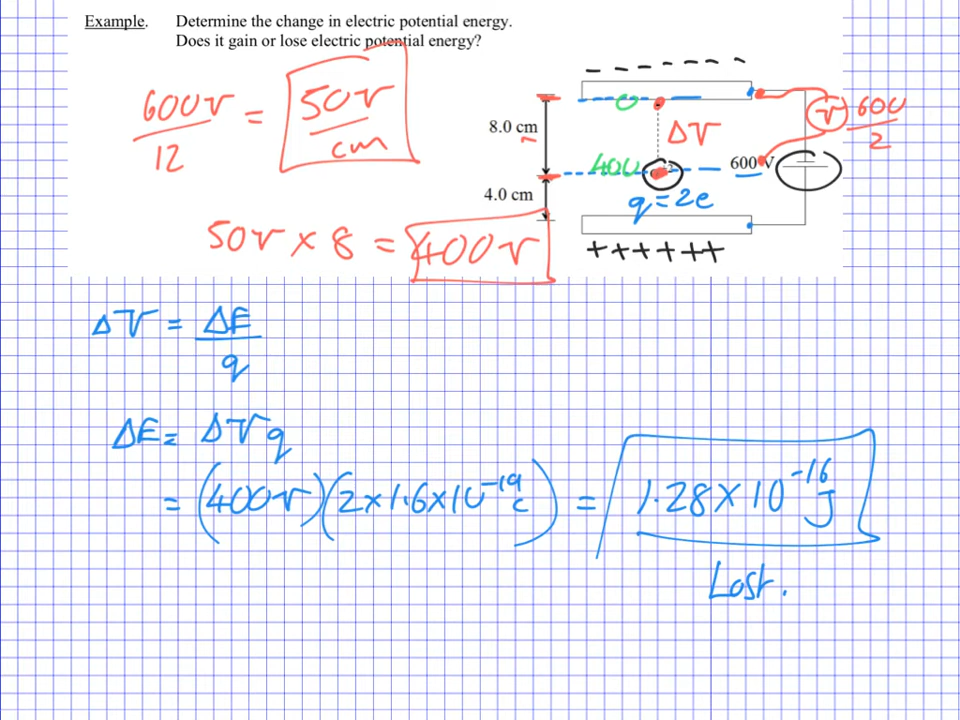 Example. Determine the change in electric potential energy.
Does it gain or lose electric potential energy?
600V/12 = 50V/cm
50V × 8 = 400V
- - - - - - -
0
8.0 cm
ΔV
V
600/2
400
600 V
4.0 cm
q = 2e
+ + + + + +
ΔV = ΔE/q
ΔE = ΔVq
= (400V)(2×1.6×10⁻¹⁹ c) = 1.28 × 10⁻¹⁶ J
Lost.